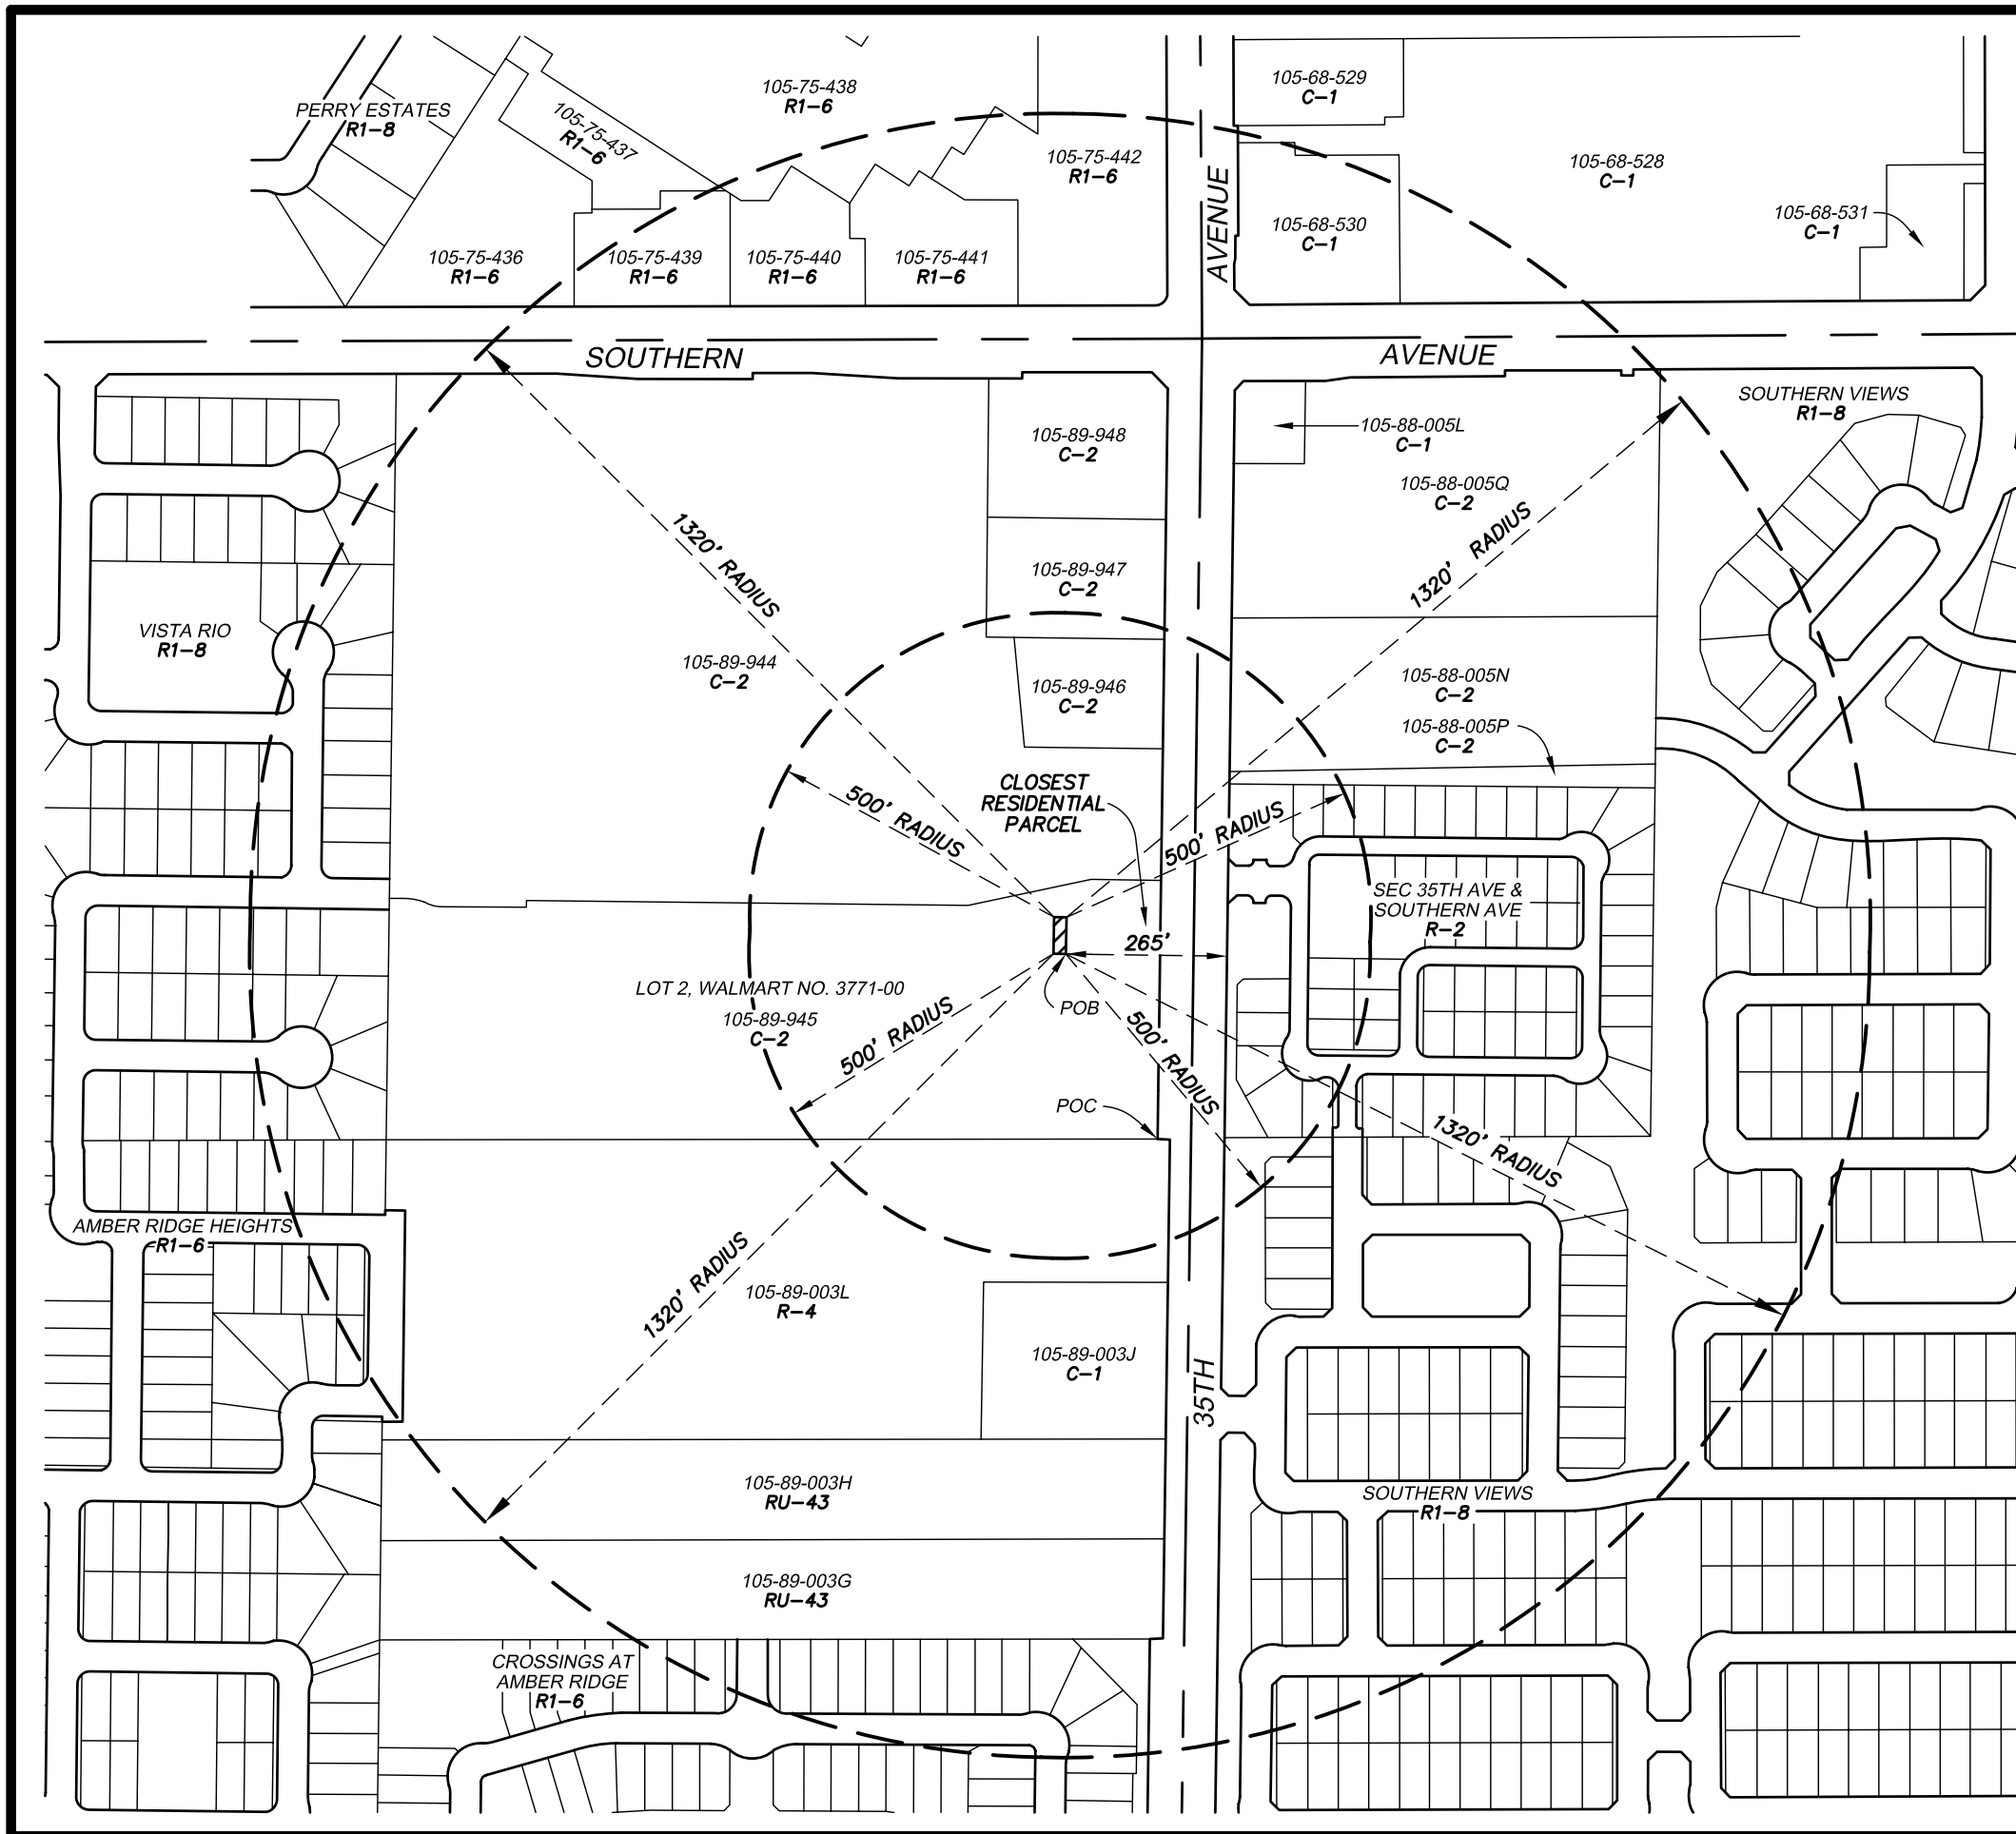 PERRY ESTATES
R1-8
105-75-437
R1-6
105-75-438
R1-6
105-75-442
R1-6
105-75-436
R1-6
105-75-439
R1-6
105-75-440
R1-6
105-75-441
R1-6
AVENUE
105-68-529
C-1
105-68-528
C-1
105-68-530
C-1
105-68-531
C-1
SOUTHERN
AVENUE
105-89-948
C-2
105-88-005L
C-1
SOUTHERN VIEWS
R1-8
105-88-005Q
C-2
1320' RADIUS
1320' RADIUS
105-89-947
C-2
VISTA RIO
R1-8
105-89-944
C-2
105-89-946
C-2
105-88-005N
C-2
105-88-005P
C-2
CLOSEST
RESIDENTIAL
PARCEL
500' RADIUS
500' RADIUS
SEC 35TH AVE &
SOUTHERN AVE
R-2
265'
LOT 2, WALMART NO. 3771-00
105-89-945
C-2
POB
500' RADIUS
500' RADIUS
POC
1320' RADIUS
AMBER RIDGE HEIGHTS
R1-6
1320' RADIUS
105-89-003L
R-4
105-89-003J
C-1
35TH
105-89-003H
RU-43
SOUTHERN VIEWS
R1-8
105-89-003G
RU-43
CROSSINGS AT
AMBER RIDGE
R1-6